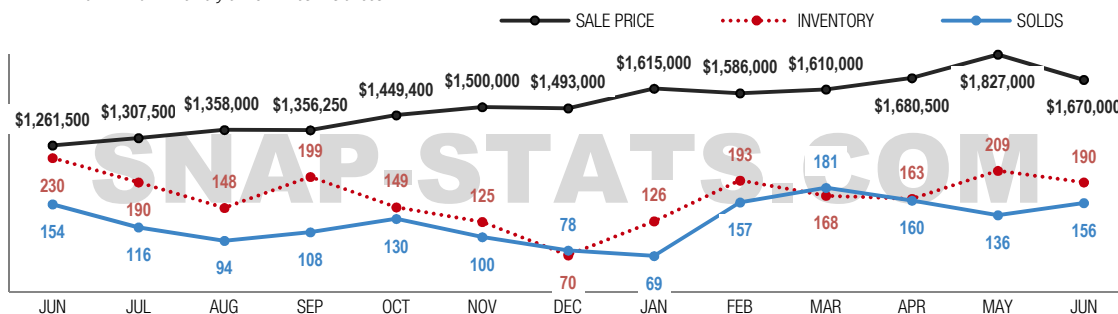 SALE PRICE INVENTORY SOLDS
$1,261,500 $1,307,500 $1,358,000 $1,356,250 $1,449,400 $1,500,000 $1,493,000 $1,615,000 $1,586,000 $1,610,000 $1,680,500 $1,827,000 $1,670,000
SNAP-STATS.COM
230 190 148 199 149 125 70 126 193 168 163 209 190
154 116 94 108 130 100 78 69 157 181 160 136 156
JUN JUL AUG SEP OCT NOV DEC JAN FEB MAR APR MAY JUN